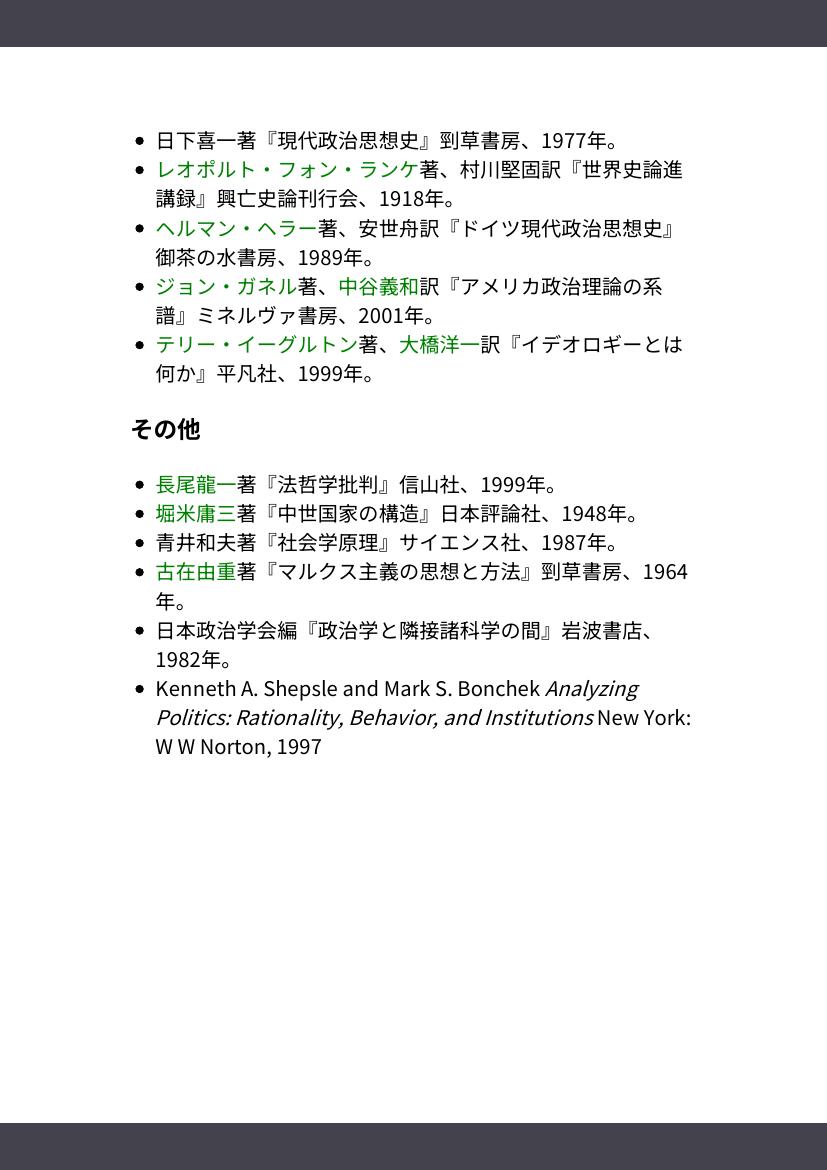 日下喜一著『現代政治思想史』勁草書房、1977年。
レオポルト・フォン・ランケ著、村川堅固訳『世界史論進
講録』興亡史論刊行会、1918年。
ヘルマン・ヘラー著、安世舟訳『ドイツ現代政治思想史』
御茶の水書房、1989年。
ジョン・ガネル著、中谷義和訳『アメリカ政治理論の系
譜』ミネルヴァ書房、2001年。
テリー・イーグルトン著、大橋洋一訳『イデオロギーとは
何か』平凡社、1999年。
その他
長尾龍一著『法哲学批判』信山社、1999年。
堀米庸三著『中世国家の構造』日本評論社、1948年。
青井和夫著『社会学原理』サイエンス社、1987年。
古在由重著『マルクス主義の思想と方法』勁草書房、1964
年。
日本政治学会編『政治学と隣接諸科学の間』岩波書店、
1982年。
Kenneth A. Shepsle and Mark S. Bonchek Analyzing
Politics: Rationality, Behavior, and Institutions New York:
W W Norton, 1997